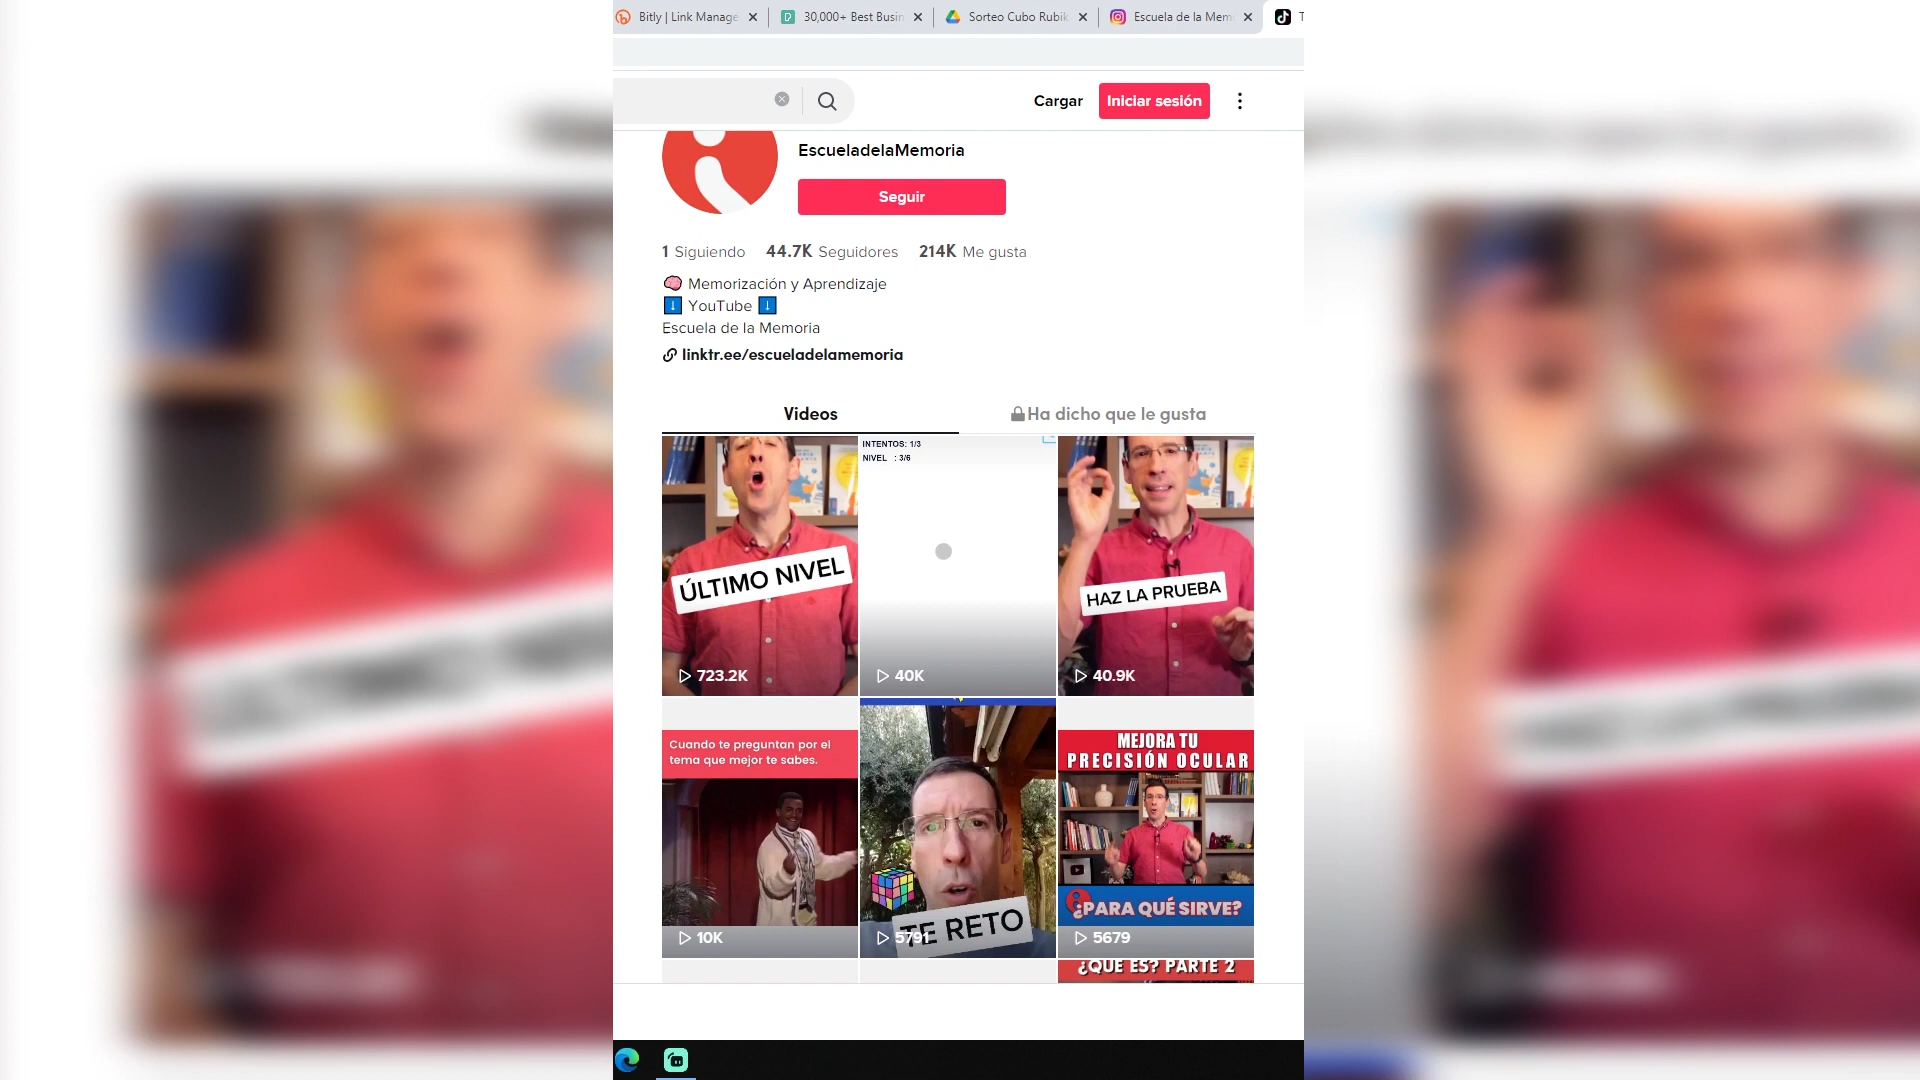 Bitly | Link Manage
30,000+ Best Busin
Sorteo Cubo Rubik
Escuela de la Mem
T
Cargar
Iniciar sesión
EscueladelaMemoria
Seguir
1 Siguiendo 44.7K Seguidores 214K Me gusta
🧠 Memorización y Aprendizaje
⬇️ YouTube ⬇️
Escuela de la Memoria
linktr.ee/escueladelamemoria
Videos
Ha dicho que le gusta
ÚLTIMO NIVEL
723.2K
INTENTOS: 1/3
NIVEL : 3/6
40K
HAZ LA PRUEBA
40.9K
Cuando te preguntan por el
tema que mejor te sabes.
10K
TE RETO
5791
MEJORA TU
PRECISIÓN OCULAR
¿PARA QUÉ SIRVE?
5679
¿QUÉ ES? PARTE 2